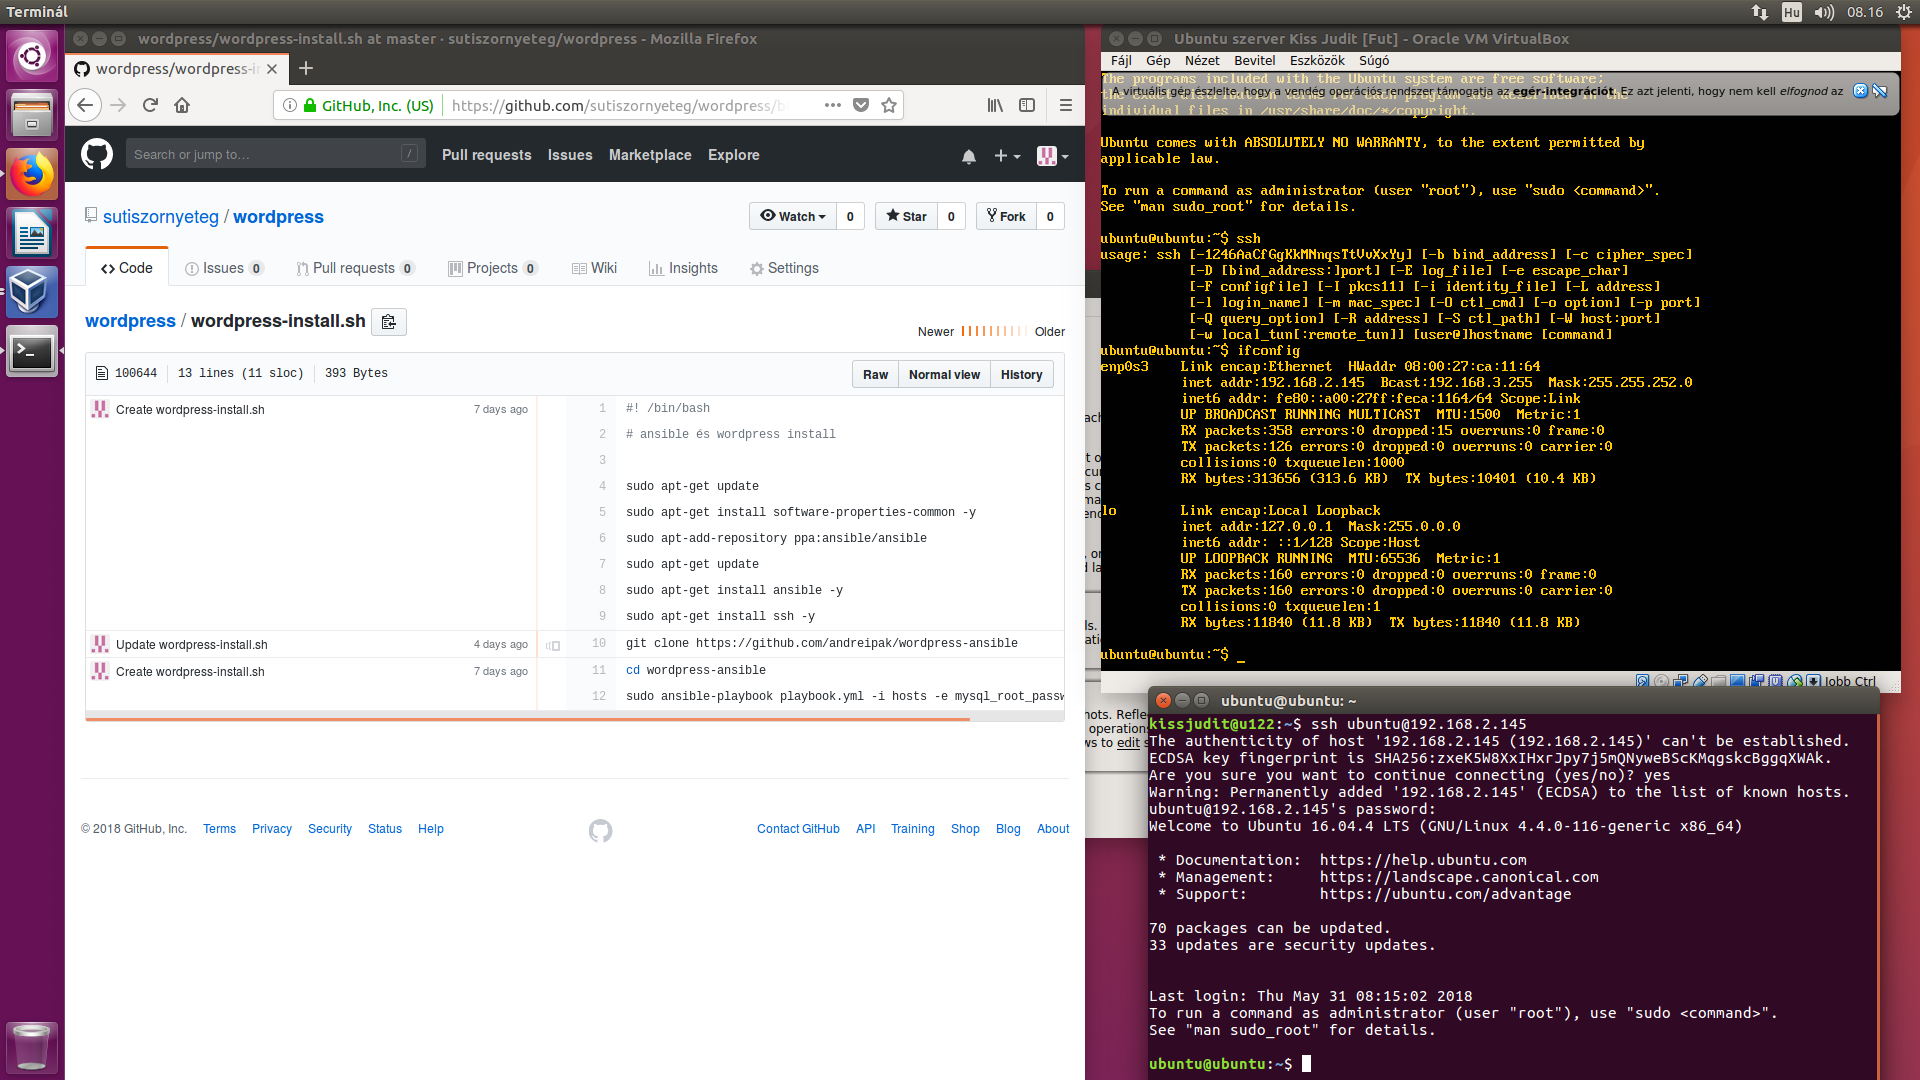 Terminál
Hu
08.16
wordpress/wordpress-install.sh at master · sutiszornyeteg/wordpress - Mozilla Firefox
wordpress/wordpress-i
GitHub, Inc. (US)
https://github.com/sutiszornyeteg/wordpress/bl
Search or jump to…
/
Pull requests
Issues
Marketplace
Explore
sutiszornyeteg / wordpress
Watch
0
Star
0
Fork
0
Code
Issues 0
Pull requests 0
Projects 0
Wiki
Insights
Settings
wordpress / wordpress-install.sh
Newer
Older
100644
13 lines (11 sloc)
393 Bytes
Raw
Normal view
History
Create wordpress-install.sh
7 days ago
1 #! /bin/bash
2 # ansible és wordpress install
3
4 sudo apt-get update
5 sudo apt-get install software-properties-common -y
6 sudo apt-add-repository ppa:ansible/ansible
7 sudo apt-get update
8 sudo apt-get install ansible -y
9 sudo apt-get install ssh -y
Update wordpress-install.sh
4 days ago
10 git clone https://github.com/andreipak/wordpress-ansible
Create wordpress-install.sh
7 days ago
11 cd wordpress-ansible
12 sudo ansible-playbook playbook.yml -i hosts -e mysql_root_passw
© 2018 GitHub, Inc.
Terms
Privacy
Security
Status
Help
Contact GitHub
API
Training
Shop
Blog
About
Ubuntu szerver Kiss Judit [Fut] - Oracle VM VirtualBox
Fájl Gép Nézet Bevitel Eszközök Súgó
The programs included with the Ubuntu system are free software;
the exact distribution terms for each program are described in the
A virtuális gép észlelte, hogy a vendég operációs rendszer támogatja az egér-integrációt. Ez azt jelenti, hogy nem kell elfognod az
individual files in /usr/share/doc/*/copyright.
Ubuntu comes with ABSOLUTELY NO WARRANTY, to the extent permitted by
applicable law.
To run a command as administrator (user "root"), use "sudo <command>".
See "man sudo_root" for details.
ubuntu@ubuntu:~$ ssh
usage: ssh [-1246AaCfGgKkMNnqsTtVvXxYy] [-b bind_address] [-c cipher_spec]
[-D [bind_address:]port] [-E log_file] [-e escape_char]
[-F configfile] [-I pkcs11] [-i identity_file] [-L address]
[-l login_name] [-m mac_spec] [-O ctl_cmd] [-o option] [-p port]
[-Q query_option] [-R address] [-S ctl_path] [-W host:port]
[-w local_tun[:remote_tun]] [user@]hostname [command]
ubuntu@ubuntu:~$ ifconfig
enp0s3 Link encap:Ethernet HWaddr 08:00:27:ca:11:64
inet addr:192.168.2.145 Bcast:192.168.3.255 Mask:255.255.252.0
inet6 addr: fe80::a00:27ff:feca:1164/64 Scope:Link
UP BROADCAST RUNNING MULTICAST MTU:1500 Metric:1
RX packets:358 errors:0 dropped:15 overruns:0 frame:0
TX packets:126 errors:0 dropped:0 overruns:0 carrier:0
collisions:0 txqueuelen:1000
RX bytes:313656 (313.6 KB) TX bytes:10401 (10.4 KB)
lo Link encap:Local Loopback
inet addr:127.0.0.1 Mask:255.0.0.0
inet6 addr: ::1/128 Scope:Host
UP LOOPBACK RUNNING MTU:65536 Metric:1
RX packets:160 errors:0 dropped:0 overruns:0 frame:0
TX packets:160 errors:0 dropped:0 overruns:0 carrier:0
collisions:0 txqueuelen:1
RX bytes:11840 (11.8 KB) TX bytes:11840 (11.8 KB)
ubuntu@ubuntu:~$ _
Jobb Ctrl
operations
ws to edit s
ubuntu@ubuntu: ~
kissjudit@u122:~$ ssh ubuntu@192.168.2.145
The authenticity of host '192.168.2.145 (192.168.2.145)' can't be established.
ECDSA key fingerprint is SHA256:zxeK5W8XxIHxrJpy7j5mQNyweBScKMqgskcBggqXWAk.
Are you sure you want to continue connecting (yes/no)? yes
Warning: Permanently added '192.168.2.145' (ECDSA) to the list of known hosts.
ubuntu@192.168.2.145's password:
Welcome to Ubuntu 16.04.4 LTS (GNU/Linux 4.4.0-116-generic x86_64)
* Documentation: https://help.ubuntu.com
* Management: https://landscape.canonical.com
* Support: https://ubuntu.com/advantage
70 packages can be updated.
33 updates are security updates.
Last login: Thu May 31 08:15:02 2018
To run a command as administrator (user "root"), use "sudo <command>".
See "man sudo_root" for details.
ubuntu@ubuntu:~$